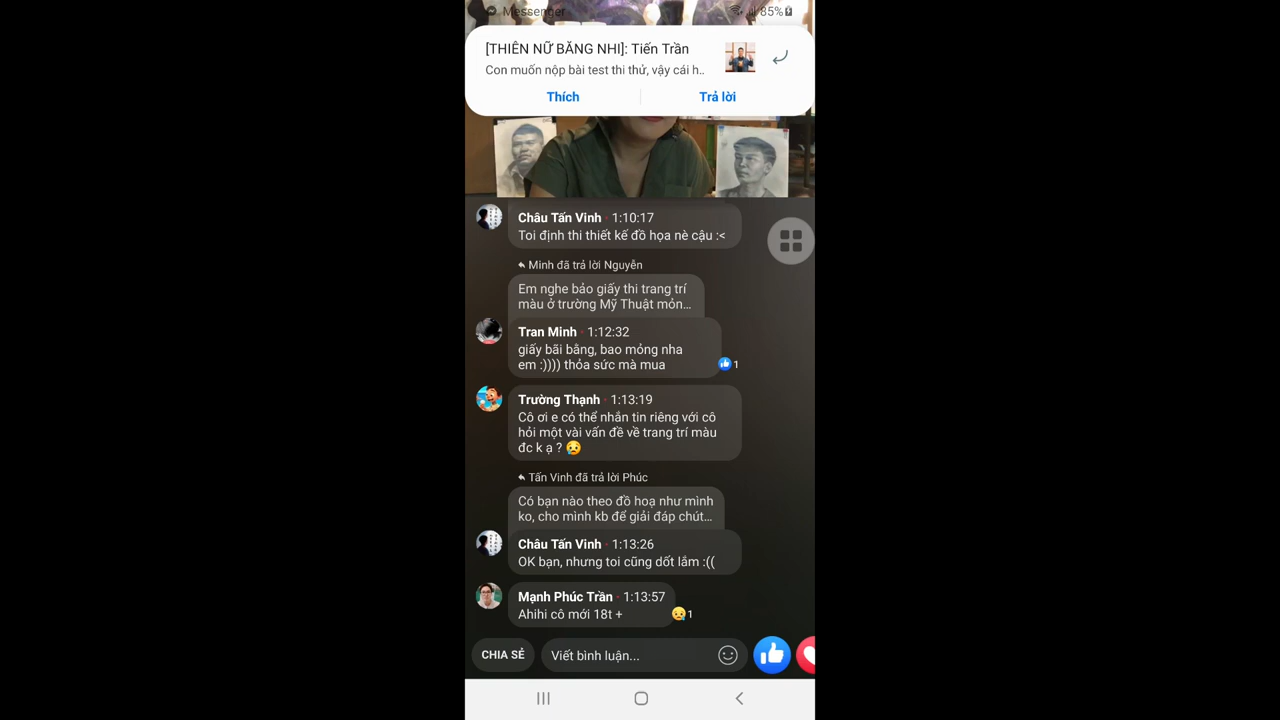 Messenger
85%
[THIÊN NỮ BĂNG NHI]: Tiến Trần
Con muốn nộp bài test thi thử, vậy cái h..
Thích
Trả lời
Châu Tấn Vinh · 1:10:17
Toi định thi thiết kế đồ họa nè cậu :<
Minh đã trả lời Nguyễn
Em nghe bảo giấy thi trang trí
màu ở trường Mỹ Thuật món...
Tran Minh · 1:12:32
giấy bãi bằng, bao mỏng nha
em :)))) thỏa sức mà mua
1
Trường Thạnh · 1:13:19
Cô ơi e có thể nhắn tin riêng với cô
hỏi một vài vấn đề về trang trí màu
đc k ạ ? 😥
Tấn Vinh đã trả lời Phúc
Có bạn nào theo đồ hoạ như mình
ko, cho mình kb để giải đáp chút...
Châu Tấn Vinh · 1:13:26
OK bạn, nhưng toi cũng dốt lắm :((
Mạnh Phúc Trần · 1:13:57
Ahihi cô mới 18t +
1
CHIA SẺ
Viết bình luận...